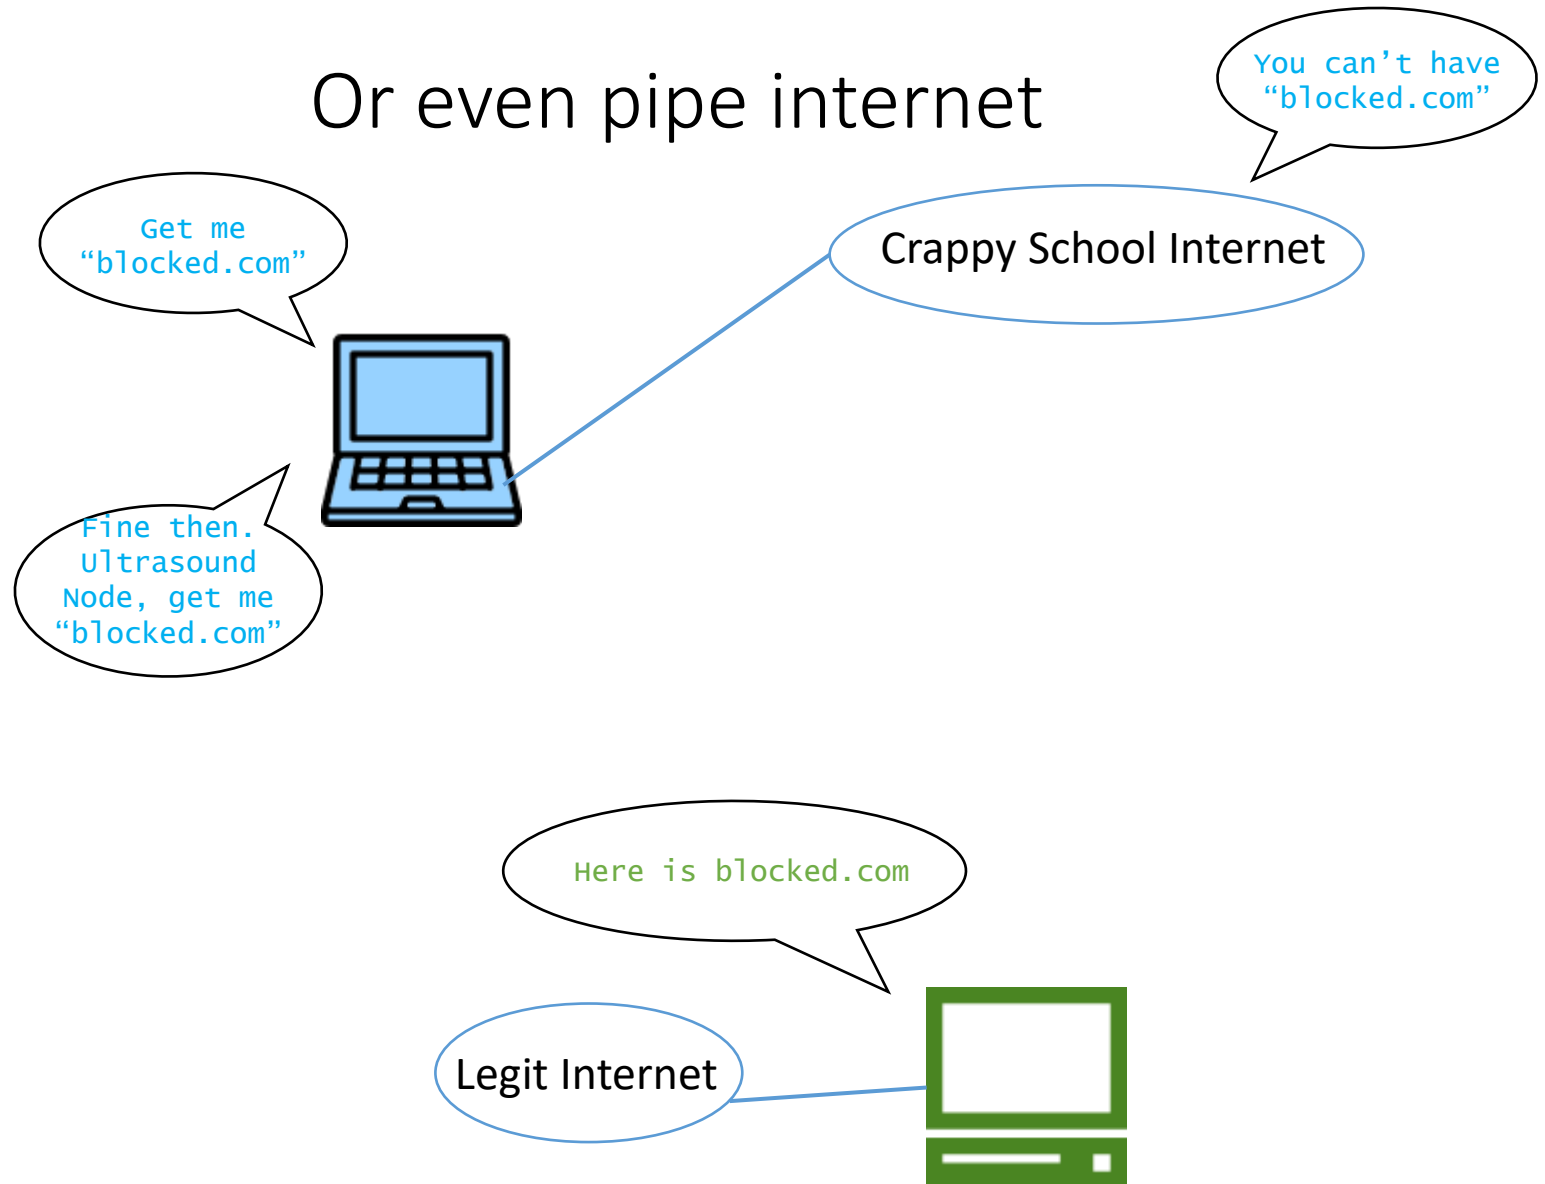 Or even pipe internet
You can’t have
“blocked.com”
Get me
“blocked.com”
Crappy School Internet
Fine then.
Ultrasound
Node, get me
“blocked.com”
Here is blocked.com
Legit Internet